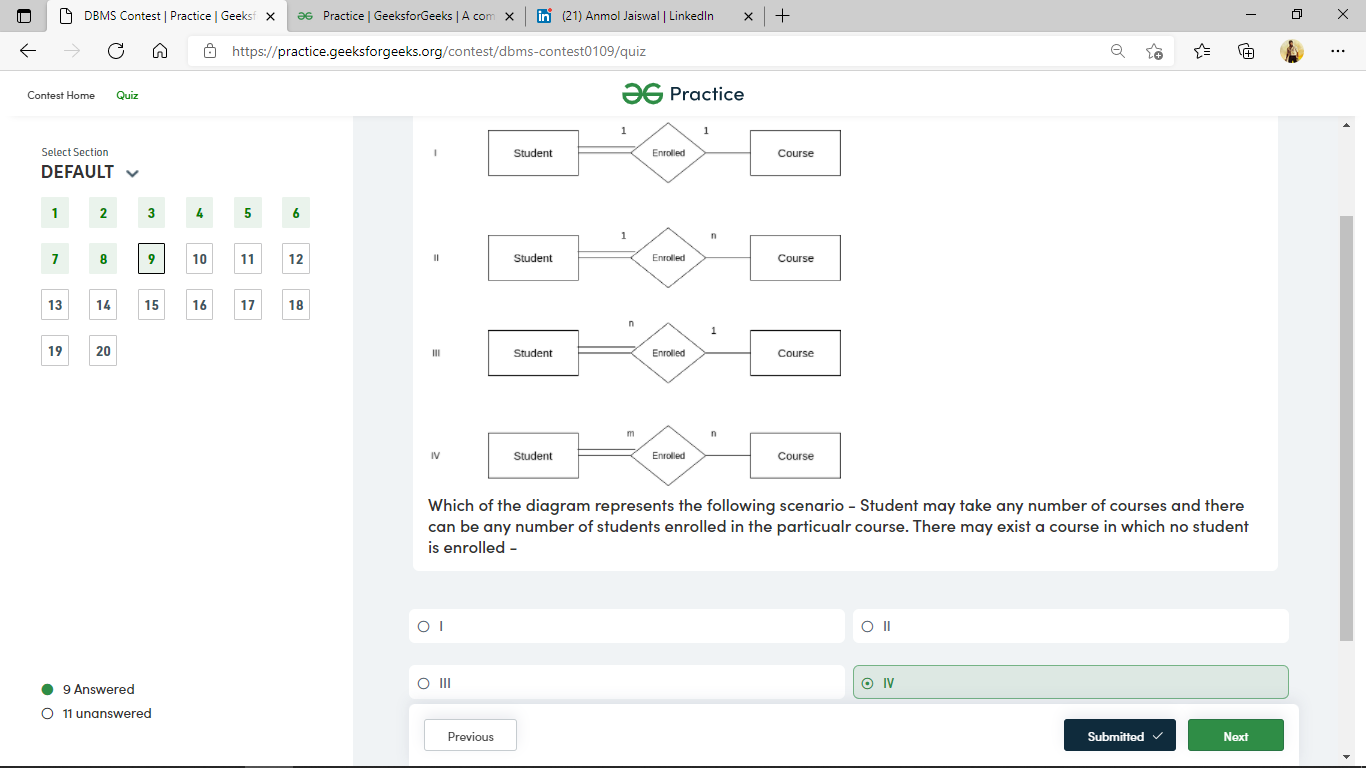 DBMS Contest | Practice | Geeksf
Practice | GeeksforGeeks | A com
(21) Anmol Jaiswal | LinkedIn
https://practice.geeksforgeeks.org/contest/dbms-contest0109/quiz
Contest Home
Quiz
Practice
Select Section
DEFAULT
1 2 3 4 5 6
7 8 9 10 11 12
13 14 15 16 17 18
19 20
1 1
I Student Enrolled Course
1 n
II Student Enrolled Course
n 1
III Student Enrolled Course
m n
IV Student Enrolled Course
Which of the diagram represents the following scenario - Student may take any number of courses and there
can be any number of students enrolled in the particualr course. There may exist a course in which no student
is enrolled -
I
II
III
IV
9 Answered
11 unanswered
Previous
Submitted
Next